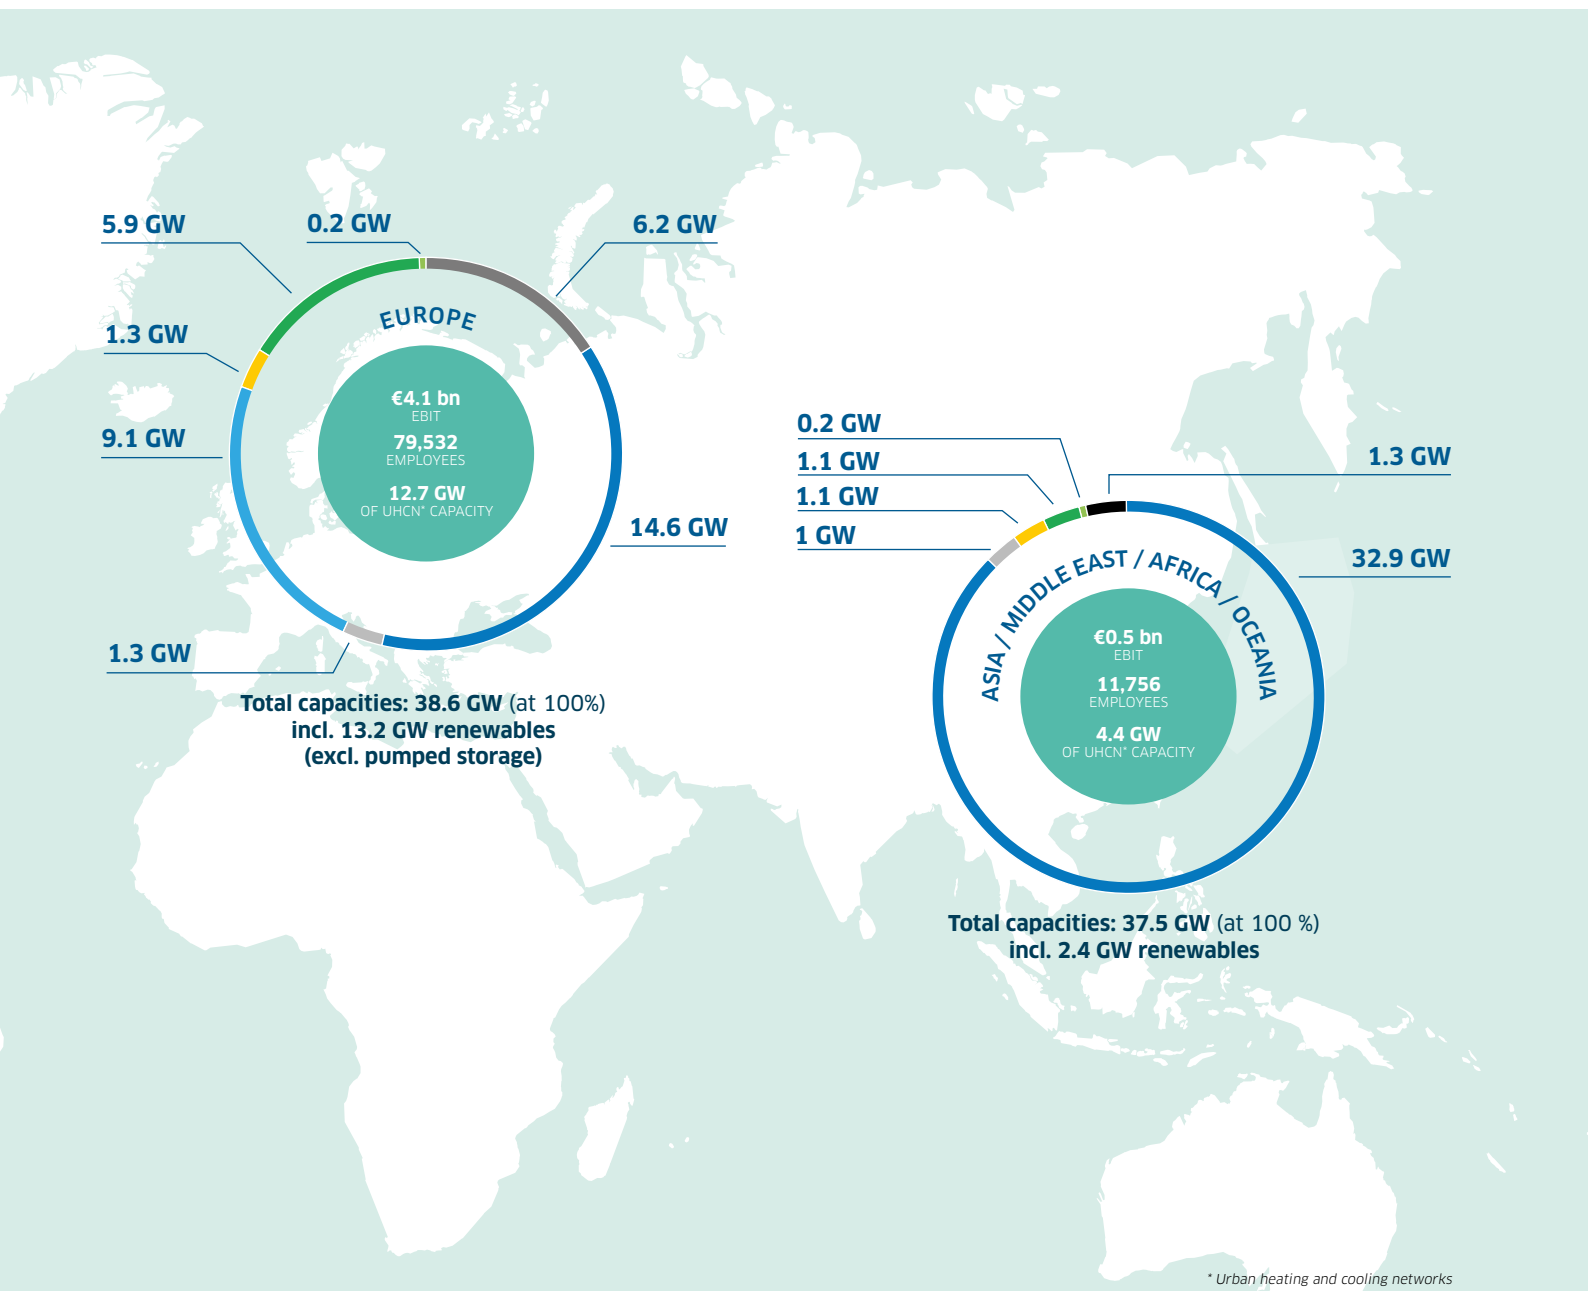 5.9 GW
0.2 GW
6.2 GW
1.3 GW
9.1 GW
14.6 GW
1.3 GW
EUROPE
€4.1 bn
EBIT
79,532
EMPLOYEES
12.7 GW
OF UHCN* CAPACITY
Total capacities: 38.6 GW (at 100%)
incl. 13.2 GW renewables
(excl. pumped storage)
0.2 GW
1.1 GW
1.1 GW
1 GW
1.3 GW
32.9 GW
ASIA / MIDDLE EAST / AFRICA / OCEANIA
€0.5 bn
EBIT
11,756
EMPLOYEES
4.4 GW
OF UHCN* CAPACITY
Total capacities: 37.5 GW (at 100 %)
incl. 2.4 GW renewables
* Urban heating and cooling networks